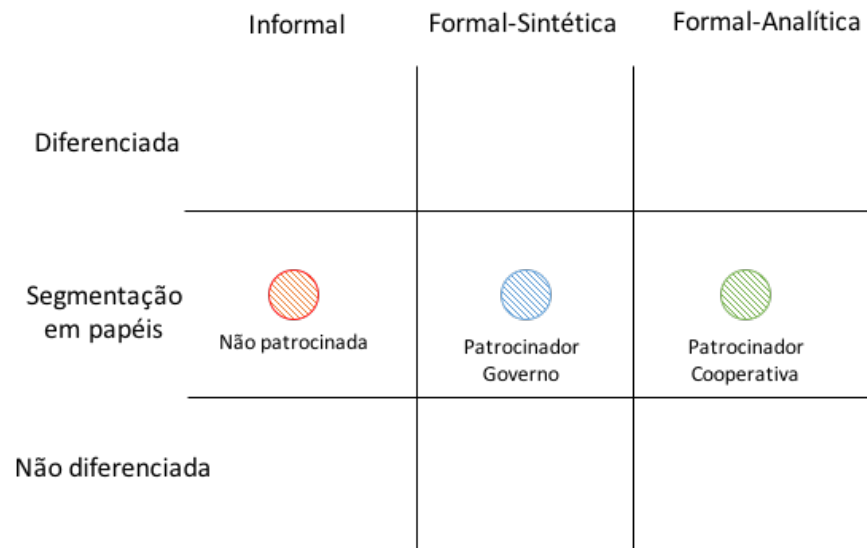 Informal Formal-Sintética Formal-Analítica
Diferenciada
Segmentação
em papéis
Não patrocinada
Patrocinador
Governo
Patrocinador
Cooperativa
Não diferenciada